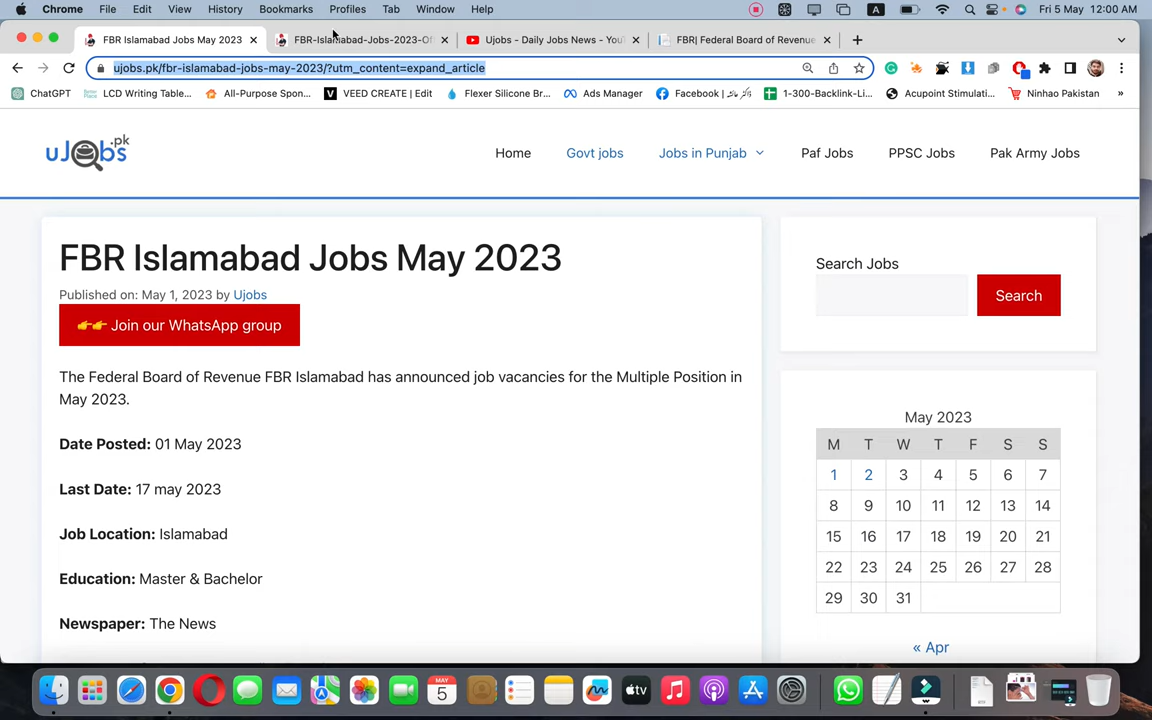 Chrome File Edit View History Bookmarks Profiles Tab Window Help A Fri 5 May 12:00 AM
FBR Islamabad Jobs May 2023 FBR-Islamabad-Jobs-2023-Of Ujobs - Daily Jobs News - You FBR| Federal Board of Revenue
ujobs.pk/fbr-islamabad-jobs-may-2023/?utm_content=expand_article
ChatGPT LCD Writing Table... All-Purpose Spon... VEED CREATE | Edit Flexer Silicone Br... Ads Manager Facebook | 1-300-Backlink-Li... Acupoint Stimulati... Ninhao Pakistan »
uJobs.pk
Home Govt jobs Jobs in Punjab Paf Jobs PPSC Jobs Pak Army Jobs
FBR Islamabad Jobs May 2023
Published on: May 1, 2023 by Ujobs
Join our WhatsApp group
The Federal Board of Revenue FBR Islamabad has announced job vacancies for the Multiple Position in
May 2023.
Date Posted: 01 May 2023
Last Date: 17 may 2023
Job Location: Islamabad
Education: Master & Bachelor
Newspaper: The News
Search Jobs
Search
May 2023
M T W T F S S
1 2 3 4 5 6 7
8 9 10 11 12 13 14
15 16 17 18 19 20 21
22 23 24 25 26 27 28
29 30 31
« Apr
MAY
5
tv